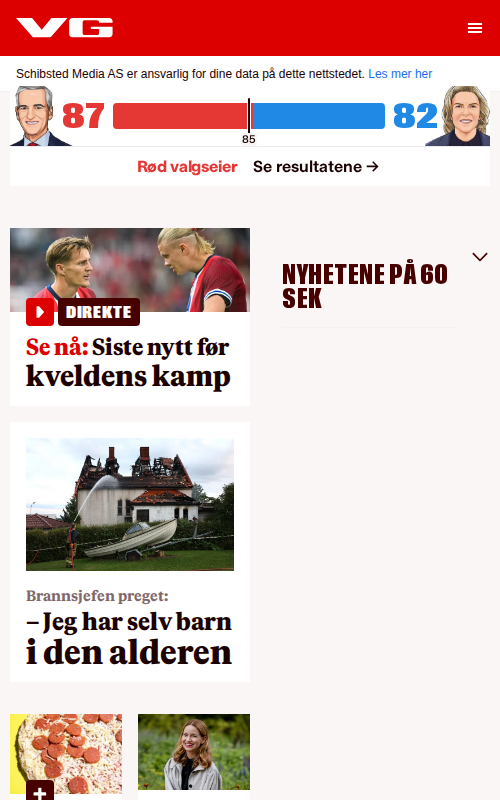 VG
Schibsted Media AS er ansvarlig for dine data på dette nettstedet. Les mer her
87
82
85
Rød valgseier
Se resultatene →
DIREKTE
Se nå: Siste nytt før
kveldens kamp
NYHETENE PÅ 60
SEK
Brannsjefen preget:
– Jeg har selv barn
i den alderen
+